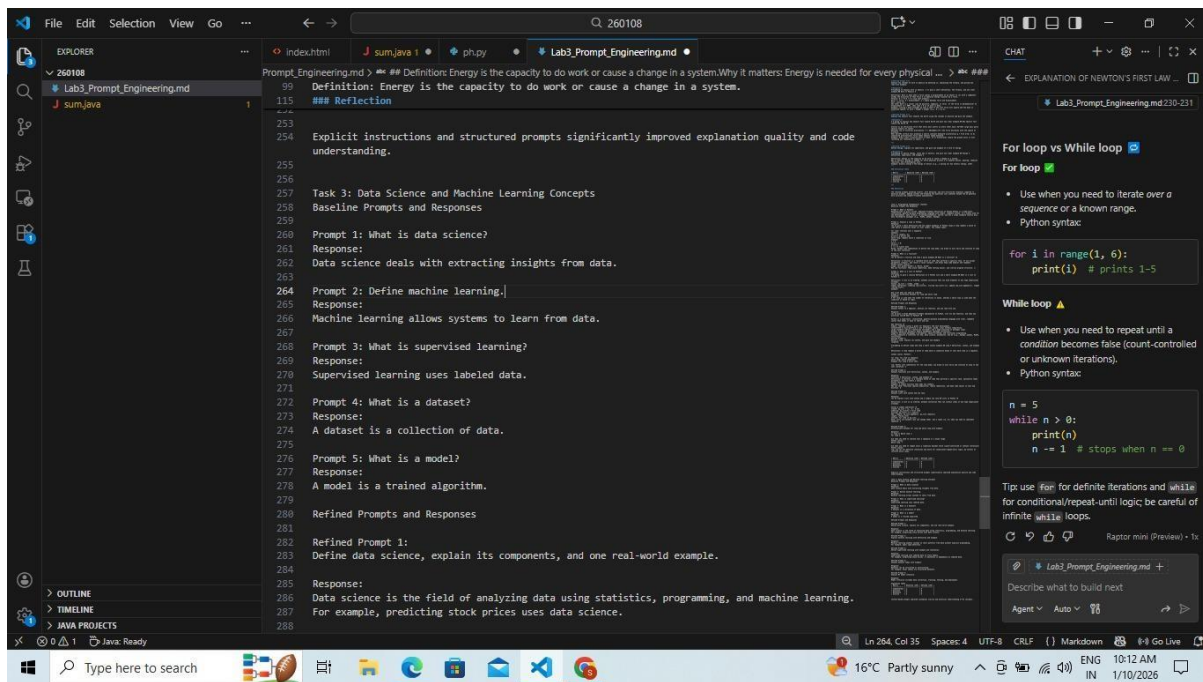 File Edit Selection View Go ... 260108
EXPLORER
260108
Lab3_Prompt_Engineering.md
sum.java 1
index.html sum.java 1 ph.py Lab3_Prompt_Engineering.md
Prompt_Engineering.md > ## Definition: Energy is the capacity to do work or cause a change in a system.Why it matters: Energy is needed for every physical ... > ###
99 Definition: Energy is the capacity to do work or cause a change in a system.
115 ### Reflection
253
254 Explicit instructions and structured prompts significantly improved explanation quality and code
understanding.
255
256
257 Task 3: Data Science and Machine Learning Concepts
258 Baseline Prompts and Responses
259
260 Prompt 1: What is data science?
261 Response:
262 Data science deals with extracting insights from data.
263
264 Prompt 2: Define machine learning.
265 Response:
266 Machine learning allows systems to learn from data.
267
268 Prompt 3: What is supervised learning?
269 Response:
270 Supervised learning uses labeled data.
271
272 Prompt 4: What is a dataset?
273 Response:
274 A dataset is a collection of data.
275
276 Prompt 5: What is a model?
277 Response:
278 A model is a trained algorithm.
279
280 Refined Prompts and Responses
281
282 Refined Prompt 1:
283 Define data science, explain its components, and one real-world example.
284
285 Response:
286 Data science is the field of analyzing data using statistics, programming, and machine learning.
287 For example, predicting stock prices uses data science.
288
CHAT
EXPLANATION OF NEWTON'S FIRST LAW ...
Lab3_Prompt_Engineering.md:230-231
For loop vs While loop
For loop
• Use when you need to iterate over a
sequence or a known range.
• Python syntax:
for i in range(1, 6):
print(i) # prints 1-5
While loop
• Use when you need to repeat until a
condition becomes false (count-controlled
or unknown iterations).
• Python syntax:
n = 5
while n > 0:
print(n)
n -= 1 # stops when n == 0
Tip: use for for definite iterations and while
for conditional/repeat-until logic; be careful of
infinite while loops.
Raptor mini (Preview) • 1x
Lab3_Prompt_Engineering.md +
Describe what to build next
Agent Auto
OUTLINE
TIMELINE
JAVA PROJECTS
0 1 Java: Ready
Ln 264, Col 35 Spaces: 4 UTF-8 CRLF {} Markdown Go Live
Type here to search
16°C Partly sunny
ENG 10:12 AM
IN 1/10/2026